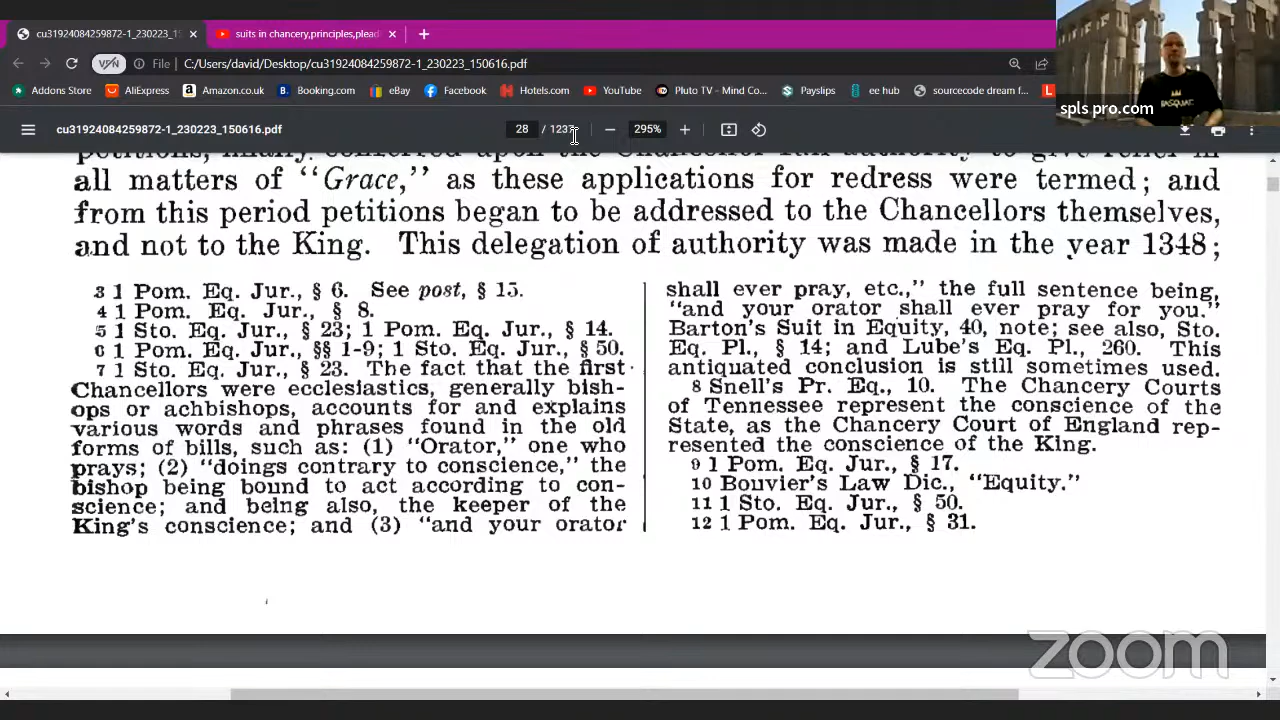 cu31924084259872-1_230223_15
suits in chancery,principles,plead
VPN
File
C:/Users/david/Desktop/cu31924084259872-1_230223_150616.pdf
Addons Store
AliExpress
Amazon.co.uk
Booking.com
eBay
Facebook
Hotels.com
YouTube
Pluto TV - Mind Co...
Payslips
ee hub
sourcecode dream f...
spls pro.com
cu31924084259872-1_230223_150616.pdf
28 / 1237
295%
all matters of "Grace," as these applications for redress were termed; and
from this period petitions began to be addressed to the Chancellors themselves,
and not to the King. This delegation of authority was made in the year 1348;
3 1 Pom. Eq. Jur., § 6. See post, § 15.
4 1 Pom. Eq. Jur., § 8.
5 1 Sto. Eq. Jur., § 23; 1 Pom. Eq. Jur., § 14.
6 1 Pom. Eq. Jur., §§ 1-9; 1 Sto. Eq. Jur., § 50.
7 1 Sto. Eq. Jur., § 23. The fact that the first
Chancellors were ecclesiastics, generally bish-
ops or achbishops, accounts for and explains
various words and phrases found in the old
forms of bills, such as: (1) "Orator," one who
prays; (2) "doings contrary to conscience," the
bishop being bound to act according to con-
science; and being also, the keeper of the
King's conscience; and (3) "and your orator
shall ever pray, etc.," the full sentence being,
"and your orator shall ever pray for you."
Barton's Suit in Equity, 40, note; see also, Sto.
Eq. Pl., § 14; and Lube's Eq. Pl., 260. This
antiquated conclusion is still sometimes used.
8 Snell's Pr. Eq., 10. The Chancery Courts
of Tennessee represent the conscience of the
State, as the Chancery Court of England rep-
resented the conscience of the King.
9 1 Pom. Eq. Jur., § 17.
10 Bouvier's Law Dic., "Equity."
11 1 Sto. Eq. Jur., § 50.
12 1 Pom. Eq. Jur., § 31.
zoom